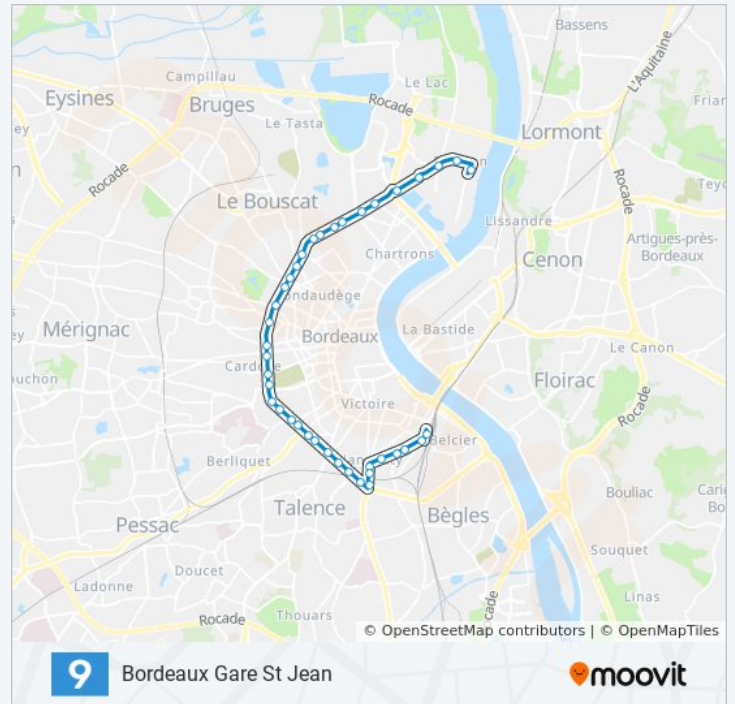 Bassens
Campillau
Eysines
Bruges
Le Lac
Rocade
L'Aquitaine
Le Tasta
Lormont
Rocade
Le Bouscat
Rocade
Lissandre
Chartrons
Artigues-près-
Bordeaux
Cenon
Mérignac
Bordeaux
La Bastide
Le Canon
Floirac
Rocade
Victoire
Belcier
Berliquet
Talence
Bègles
Bouliac
Pessac
Souquet
Doucet
Ladonne
Linas
Thouars
Rocade
© OpenStreetMap contributors | © OpenMapTiles
9 Bordeaux Gare St Jean
moovit